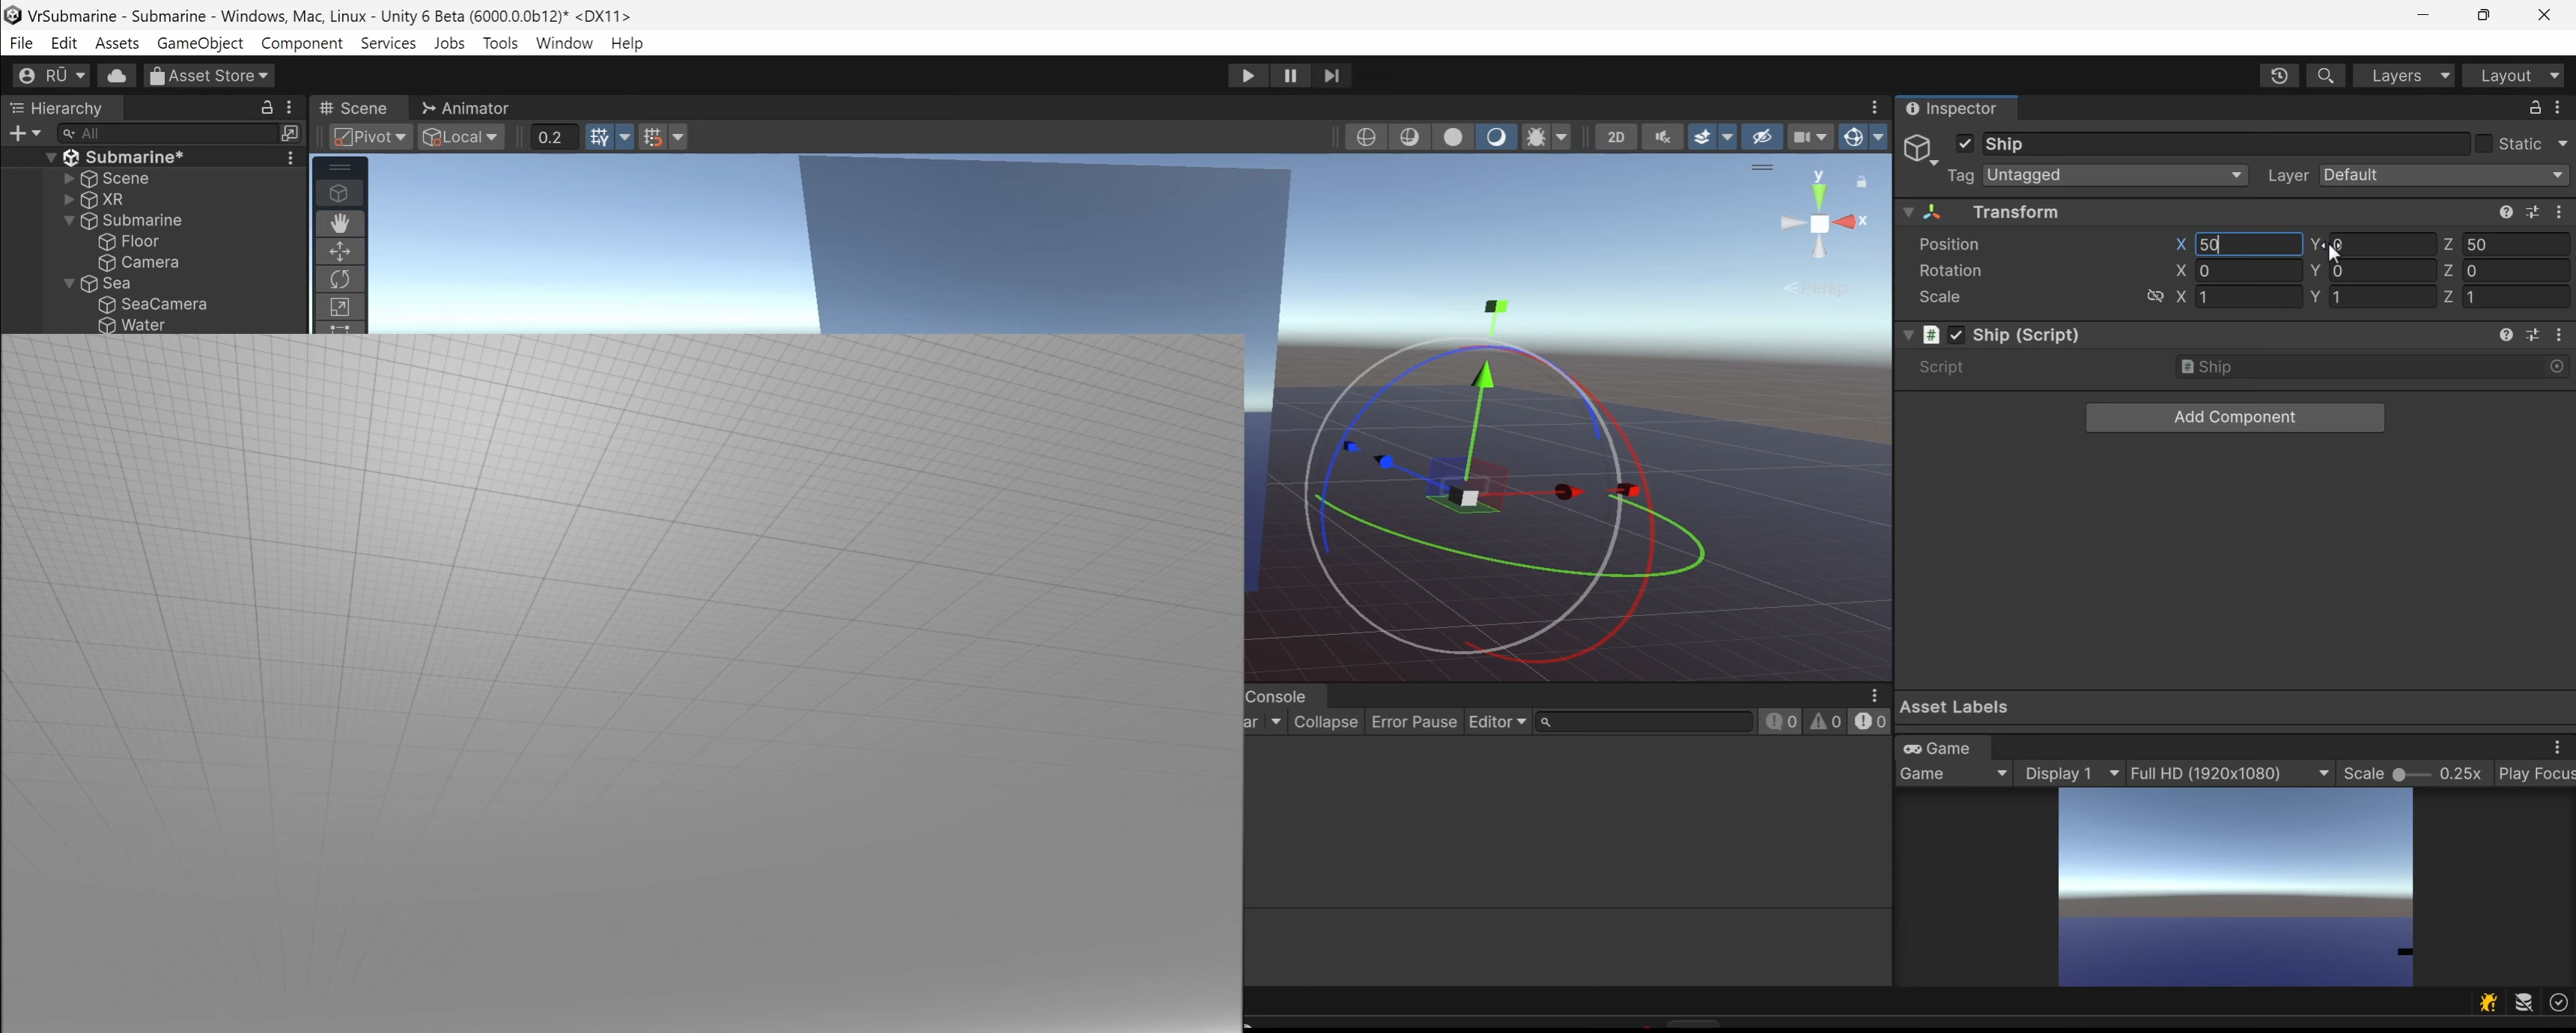 VrSubmarine - Submarine - Windows, Mac, Linux - Unity 6 Beta (6000.0.0b12)* <DX11>
File Edit Assets GameObject Component Services Jobs Tools Window Help
RŪ Asset Store Layers Layout
Hierarchy
All
Submarine*
Scene
XR
Submarine
Floor
Camera
Sea
SeaCamera
Water
Scene Animator
Pivot Local 0.2 2D
y
x
Persp
Console
ar Collapse Error Pause Editor 0 0 0
Inspector
Ship Static
Tag Untagged Layer Default
Transform
Position X 50 Y 0 Z 50
Rotation X 0 Y 0 Z 0
Scale X 1 Y 1 Z 1
Ship (Script)
Script Ship
Add Component
Asset Labels
Game
Game Display 1 Full HD (1920x1080) Scale 0.25x Play Focus